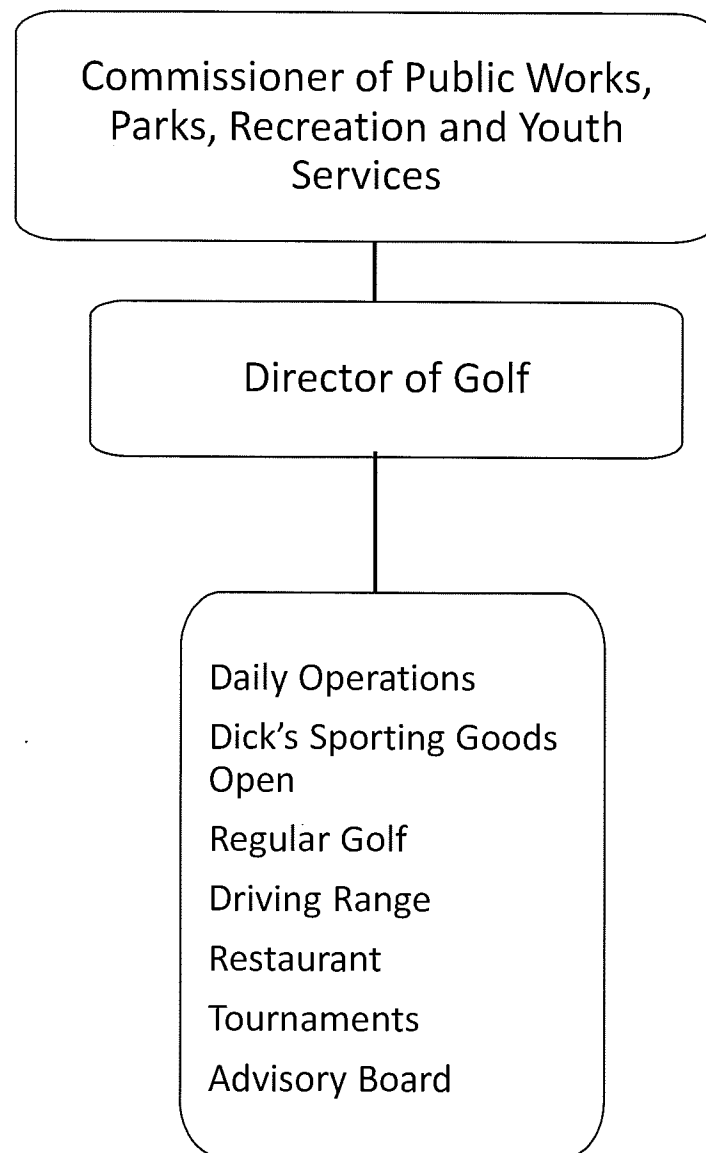 Commissioner of Public Works,
Parks, Recreation and Youth
Services
Director of Golf
Daily Operations
Dick’s Sporting Goods
Open
Regular Golf
Driving Range
Restaurant
Tournaments
Advisory Board